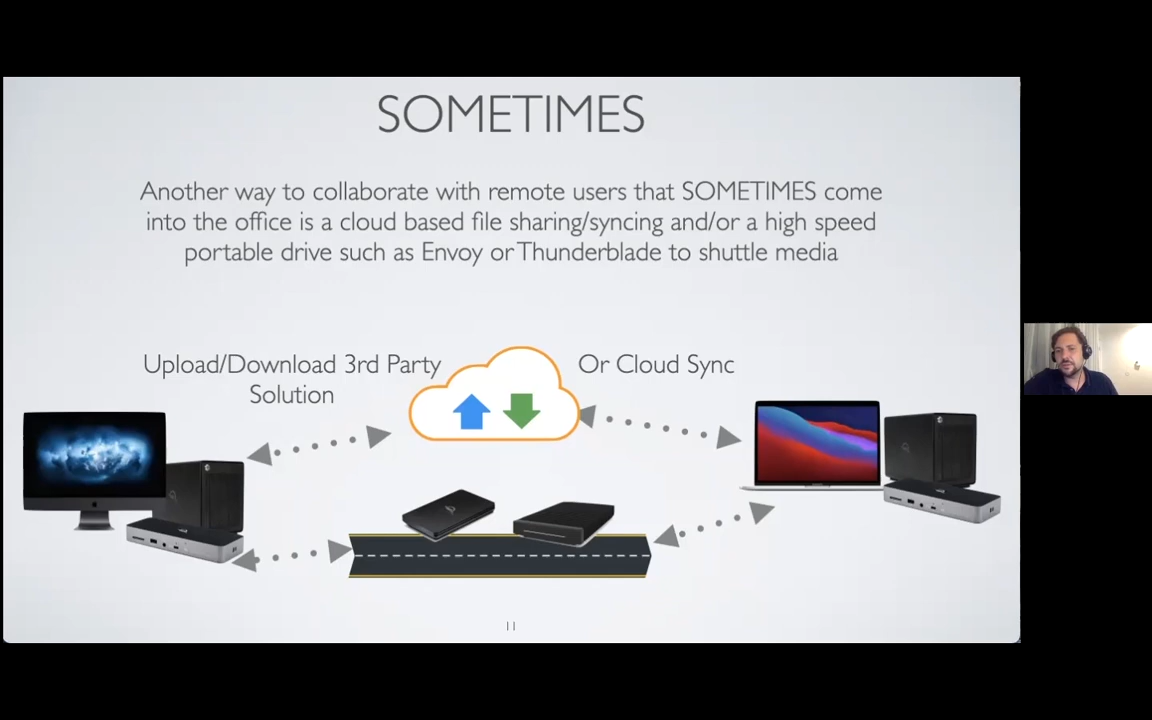 SOMETIMES
Another way to collaborate with remote users that SOMETIMES come
into the office is a cloud based file sharing/syncing and/or a high speed
portable drive such as Envoy or Thunderblade to shuttle media
Upload/Download 3rd Party
Solution
Or Cloud Sync
11